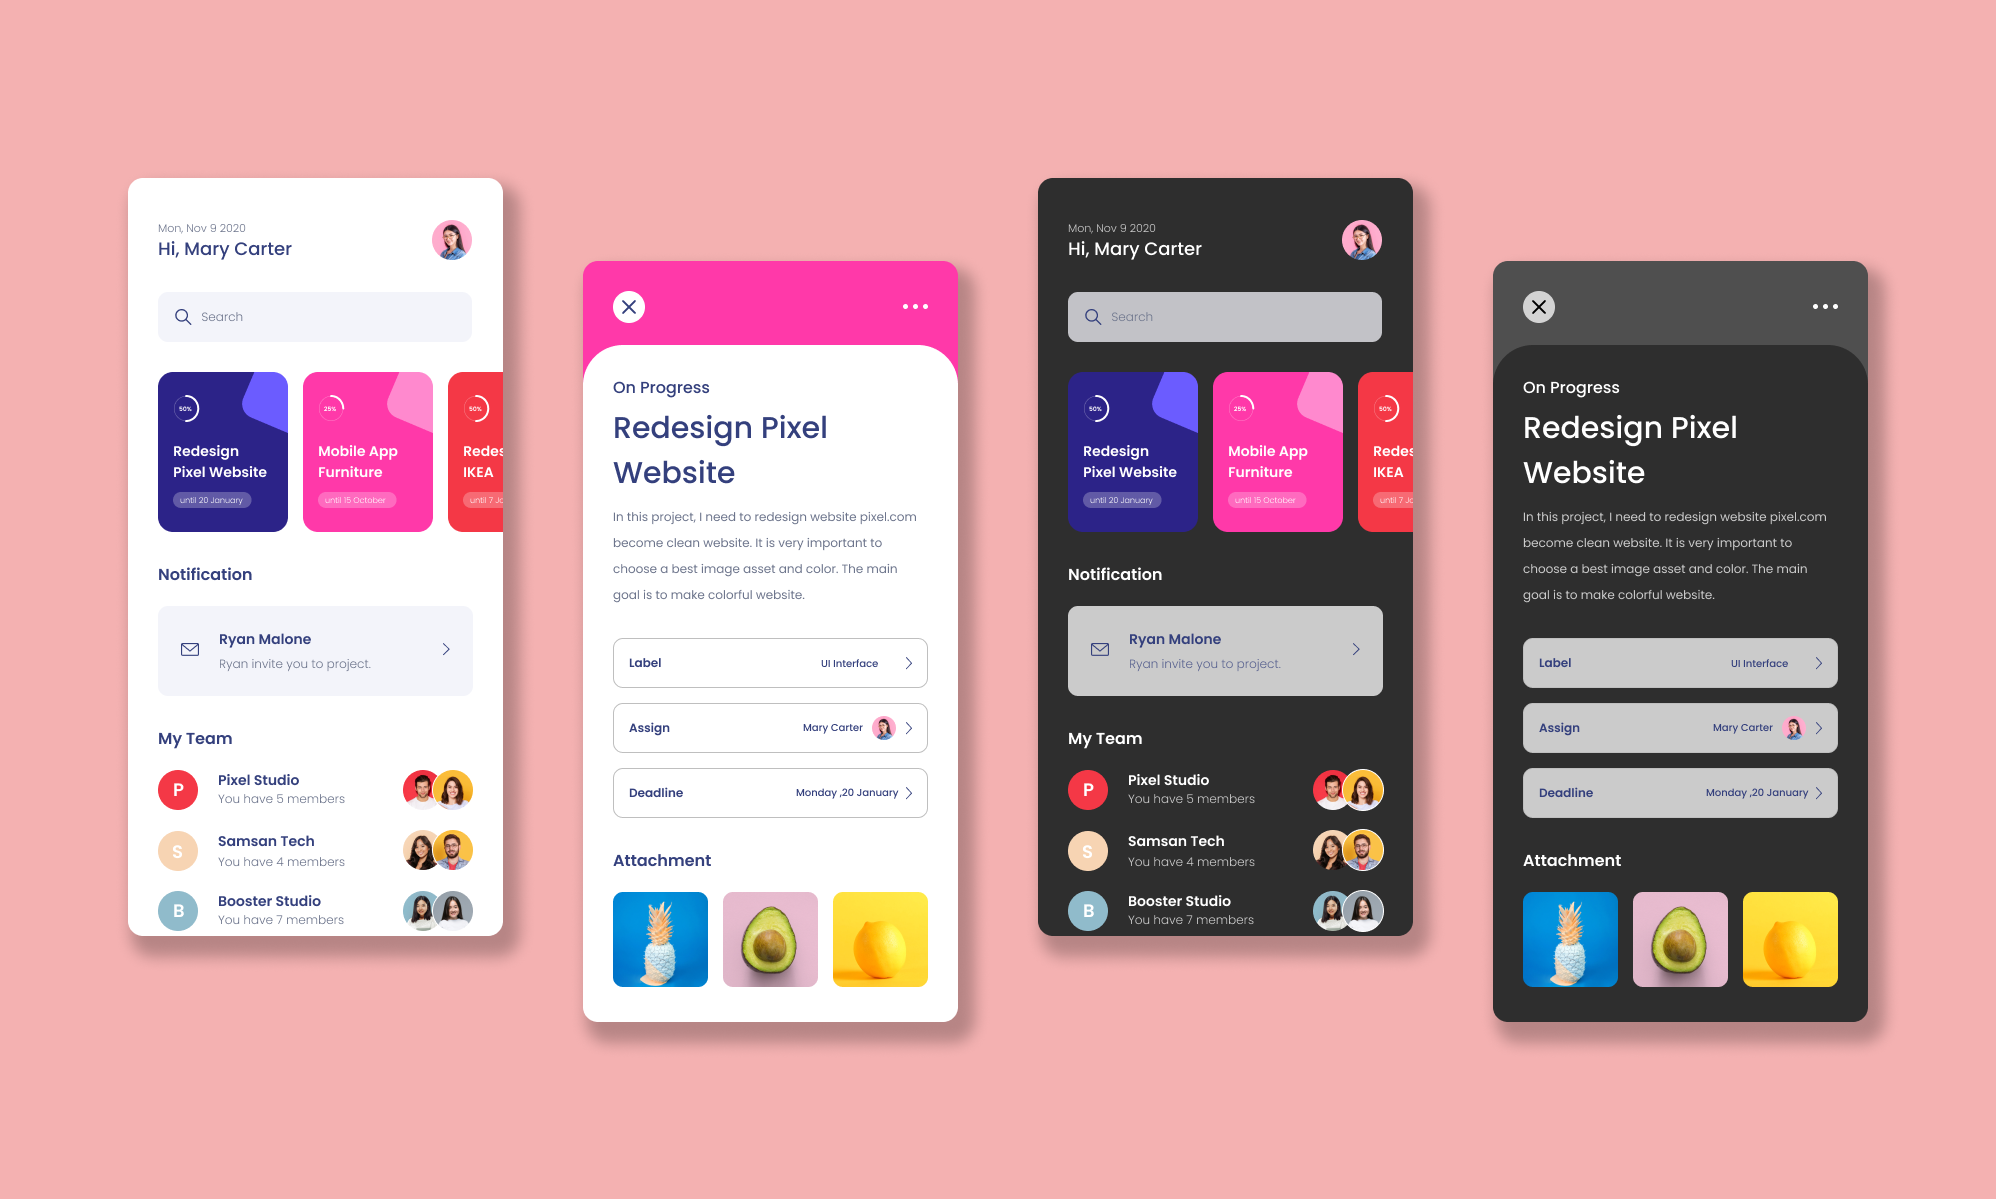 Mon, Nov 9 2020
Hi, Mary Carter
Search
50%
25%
50%
Redesign
Pixel Website
until 20 January
Mobile App
Furniture
until 15 October
Redes
IKEA
until 7 Ja
Notification
Ryan Malone
Ryan invite you to project.
My Team
P
Pixel Studio
You have 5 members
S
Samsan Tech
You have 4 members
B
Booster Studio
You have 7 members
On Progress
Redesign Pixel
Website
In this project, I need to redesign website pixel.com
become clean website. It is very important to
choose a best image asset and color. The main
goal is to make colorful website.
Label
UI Interface
Assign
Mary Carter
Deadline
Monday ,20 January
Attachment
Mon, Nov 9 2020
Hi, Mary Carter
Search
50%
25%
50%
Redesign
Pixel Website
until 20 January
Mobile App
Furniture
until 15 October
Redes
IKEA
until 7 Ja
Notification
Ryan Malone
Ryan invite you to project.
My Team
P
Pixel Studio
You have 5 members
S
Samsan Tech
You have 4 members
B
Booster Studio
You have 7 members
On Progress
Redesign Pixel
Website
In this project, I need to redesign website pixel.com
become clean website. It is very important to
choose a best image asset and color. The main
goal is to make colorful website.
Label
UI Interface
Assign
Mary Carter
Deadline
Monday ,20 January
Attachment